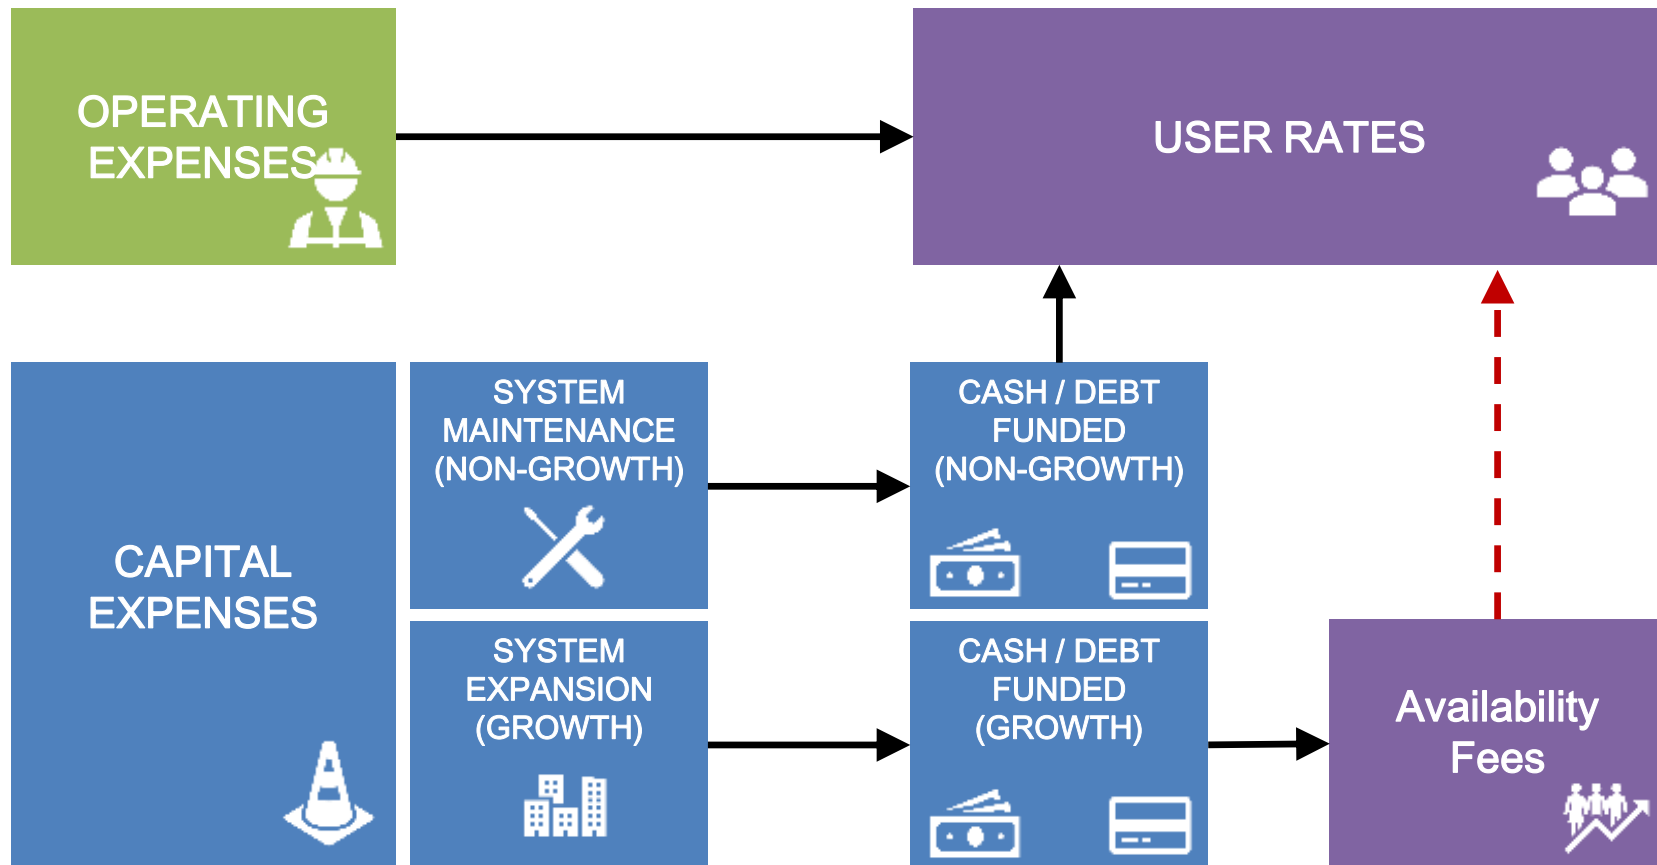 OPERATING
EXPENSES
USER RATES
CAPITAL
EXPENSES
SYSTEM
MAINTENANCE
(NON-GROWTH)
CASH / DEBT
FUNDED
(NON-GROWTH)
SYSTEM
EXPANSION
(GROWTH)
CASH / DEBT
FUNDED
(GROWTH)
Availability
Fees